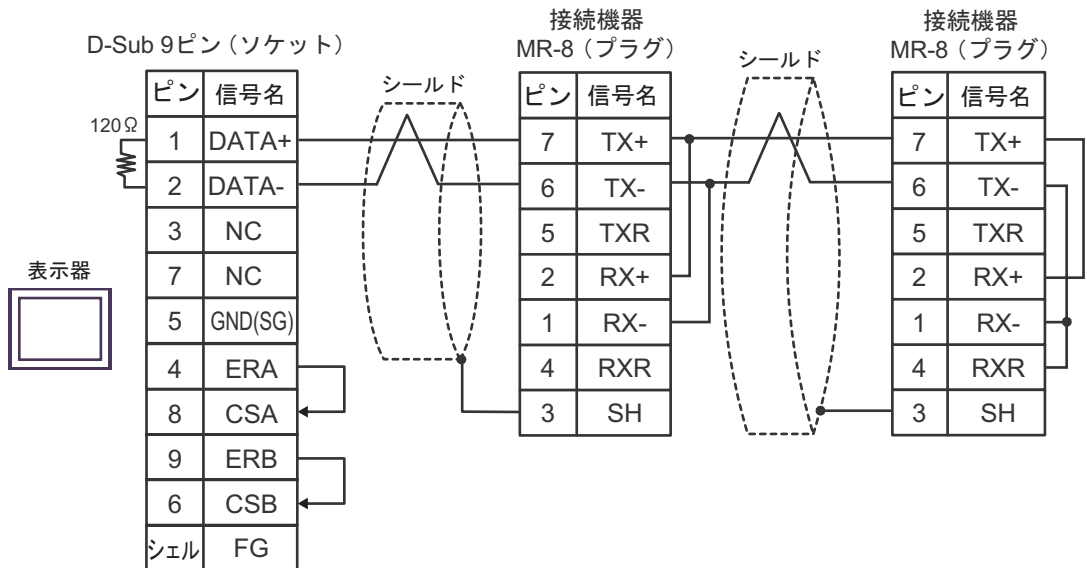 D-Sub 9ピン（ソケット）
ピン 信号名
120Ω
1 DATA+
2 DATA-
3 NC
7 NC
5 GND(SG)
4 ERA
8 CSA
9 ERB
6 CSB
シェル FG
表示器
シールド
接続機器
MR-8（プラグ）
ピン 信号名
7 TX+
6 TX-
5 TXR
2 RX+
1 RX-
4 RXR
3 SH
シールド
接続機器
MR-8（プラグ）
ピン 信号名
7 TX+
6 TX-
5 TXR
2 RX+
1 RX-
4 RXR
3 SH